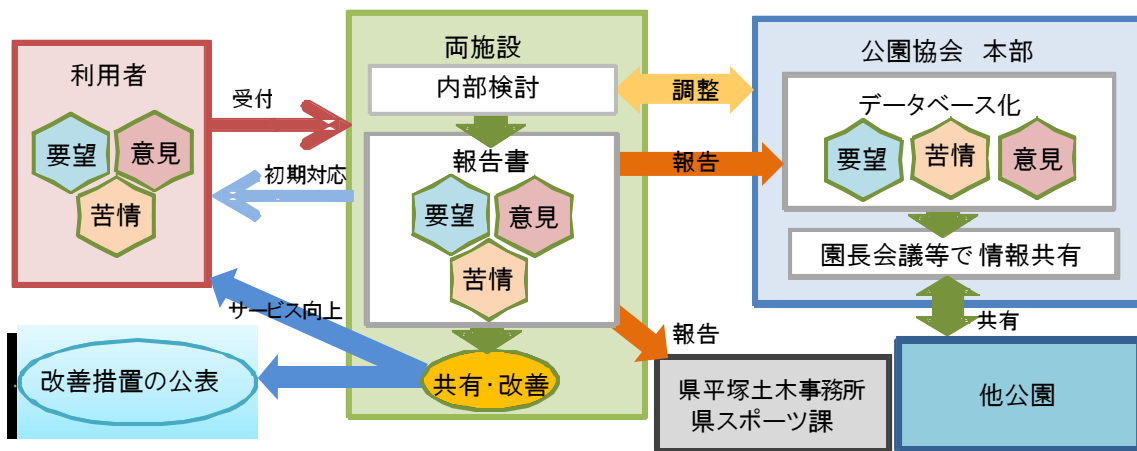 利用者
要望
意見
苦情
受付
初期対応
サービス向上
改善措置の公表
両施設
内部検討
報告書
要望
意見
苦情
共有・改善
調整
報告
報告
公園協会 本部
データベース化
要望
苦情
意見
園長会議等で情報共有
共有
県平塚土木事務所
県スポーツ課
他公園